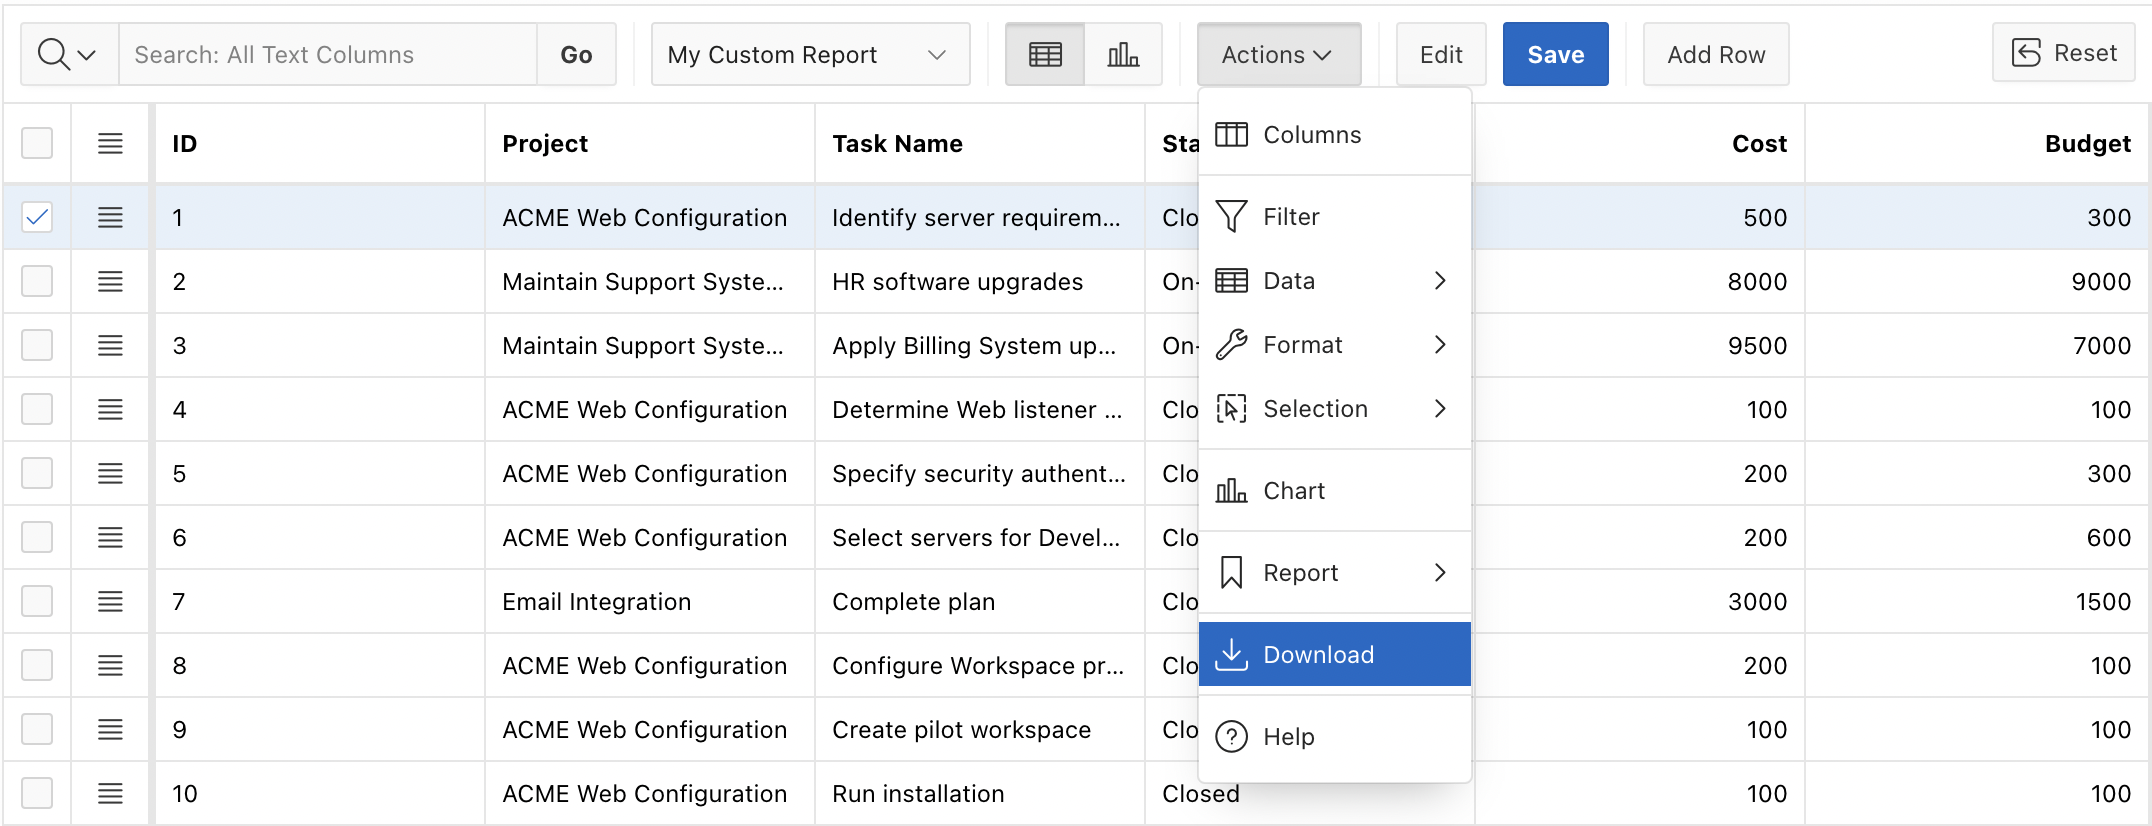 Search: All Text Columns Go My Custom Report Actions Edit Save Add Row Reset
ID Project Task Name Sta Cost Budget
1 ACME Web Configuration Identify server requirem... Clo 500 300
2 Maintain Support Syste... HR software upgrades On- 8000 9000
3 Maintain Support Syste... Apply Billing System up... On- 9500 7000
4 ACME Web Configuration Determine Web listener ... Clo 100 100
5 ACME Web Configuration Specify security authent... Clo 200 300
6 ACME Web Configuration Select servers for Devel... Clo 200 600
7 Email Integration Complete plan Clo 3000 1500
8 ACME Web Configuration Configure Workspace pr... Clo 200 100
9 ACME Web Configuration Create pilot workspace Clo 100 100
10 ACME Web Configuration Run installation Closed 100 100
Columns
Filter
Data
Format
Selection
Chart
Report
Download
Help